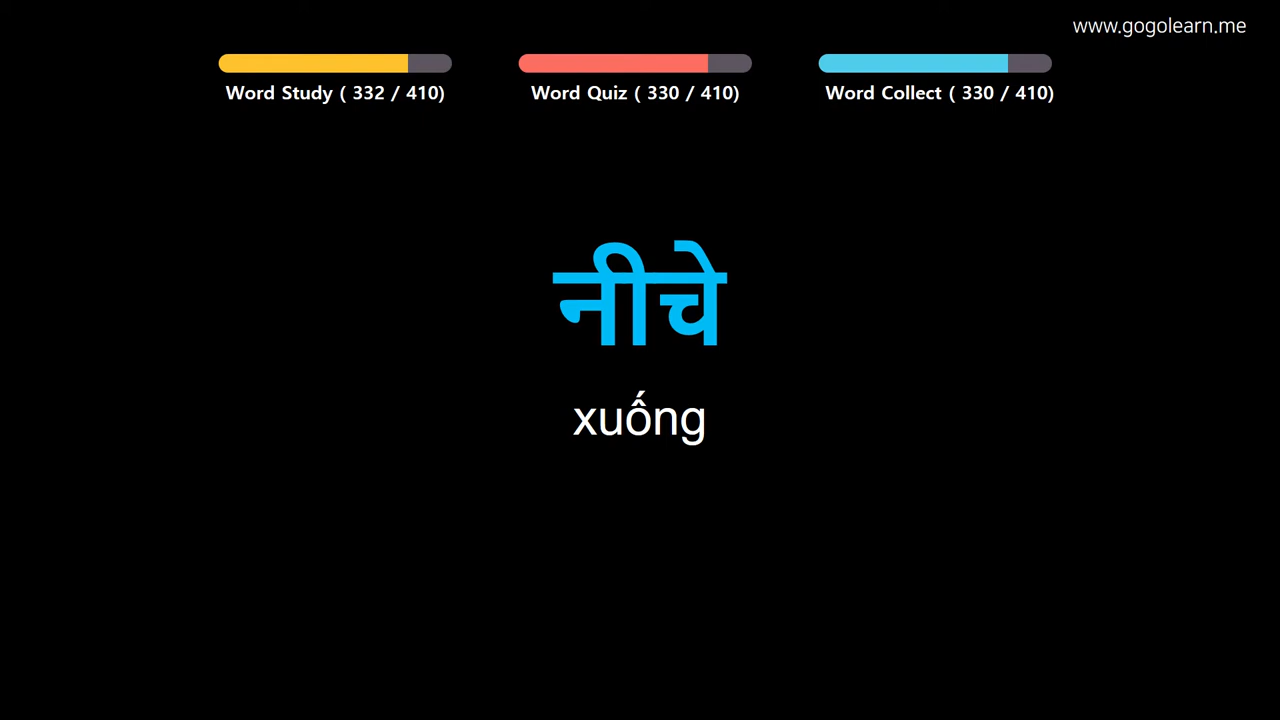 www.gogolearn.me
Word Study ( 332 / 410)
Word Quiz ( 330 / 410)
Word Collect ( 330 / 410)
नीचे
xuống